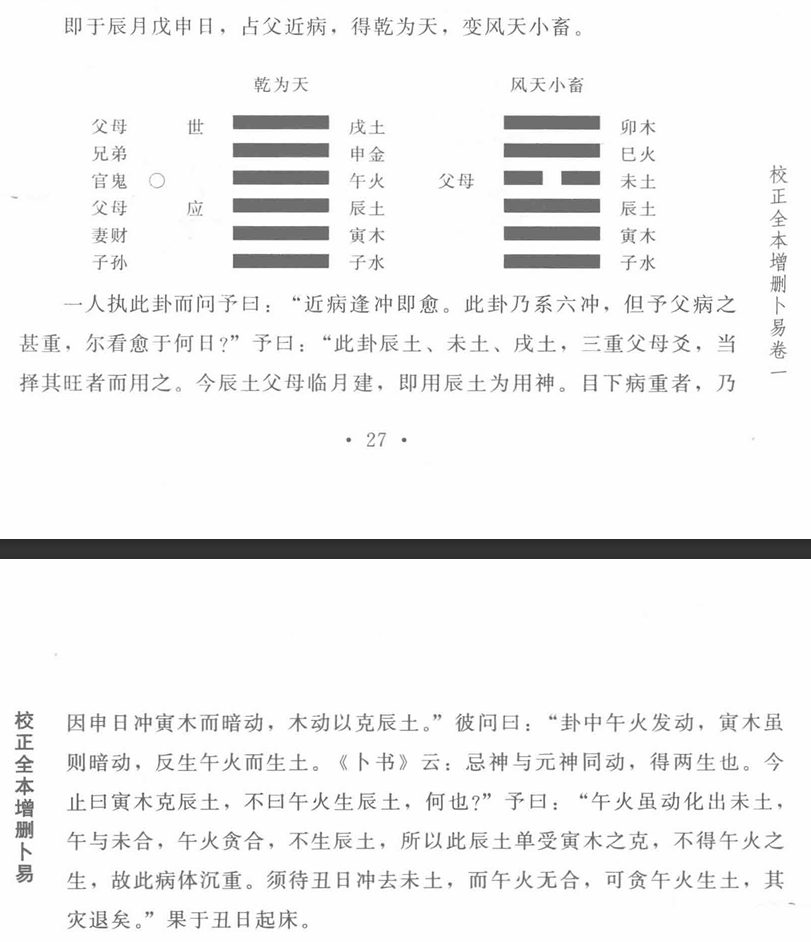 即于辰月戊申日，占父近病，得乾为天，变风天小畜。
乾为天 风天小畜
父母 世 戌土 卯木
兄弟 申金 巳火
官鬼 ○ 午火 父母 未土
父母 应 辰土 辰土
妻财 寅木 寅木
子孙 子水 子水
一人执此卦而问予曰：“近病逢冲即愈。此卦乃系六冲，但予父病之
甚重，尔看愈于何日？”予曰：“此卦辰土、未土、戌土，三重父母爻，当
择其旺者而用之。今辰土父母临月建，即用辰土为用神。目下病重者，乃
校正全本增删卜易卷一
• 27 •
校正全本增删卜易
因申日冲寅木而暗动，木动以克辰土。”彼问曰：“卦中午火发动，寅木虽
则暗动，反生午火而生土。《卜书》云：忌神与元神同动，得两生也。今
止曰寅木克辰土，不曰午火生辰土，何也？”予曰：“午火虽动化出未土，
午与未合，午火贪合，不生辰土，所以此辰土单受寅木之克，不得午火之
生，故此病体沉重。须待丑日冲去未土，而午火无合，可贪午火生土，其
灾退矣。”果于丑日起床。